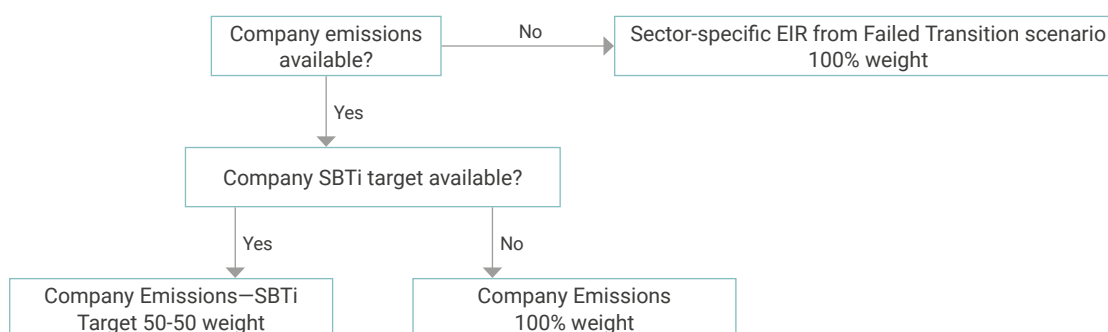 Company emissions
available?
No
Sector-specific EIR from Failed Transition scenario
100% weight
Yes
Company SBTi target available?
Yes
No
Company Emissions—SBTi
Target 50-50 weight
Company Emissions
100% weight